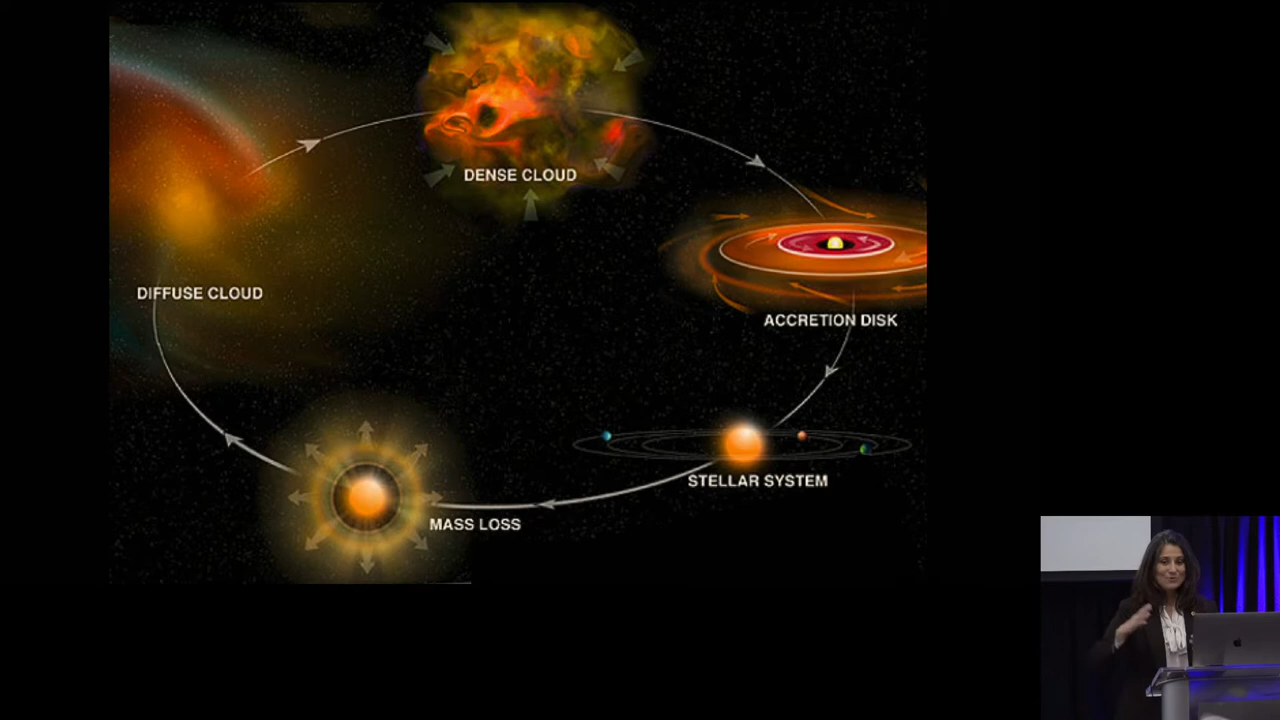 DENSE CLOUD
DIFFUSE CLOUD
ACCRETION DISK
STELLAR SYSTEM
MASS LOSS